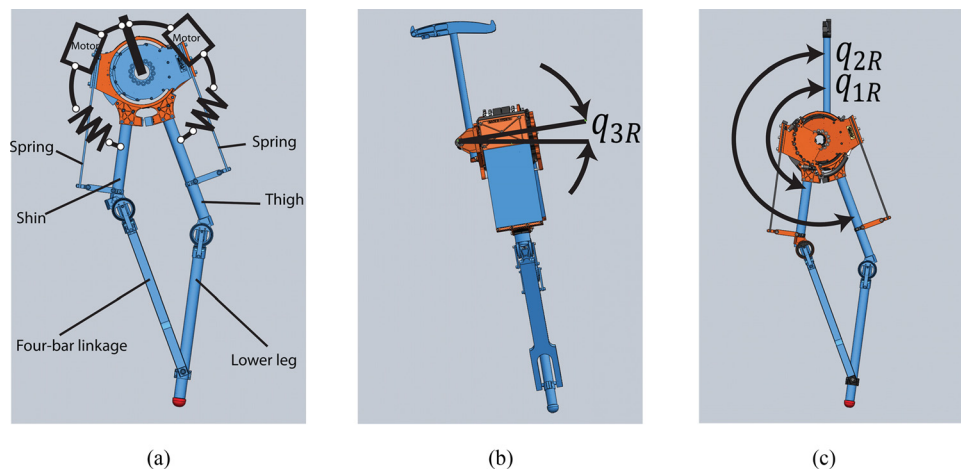 Motor
Motor
Spring
Spring
Shin
Thigh
Four-bar linkage
Lower leg
(a)
q3R
(b)
q2R
q1R
(c)